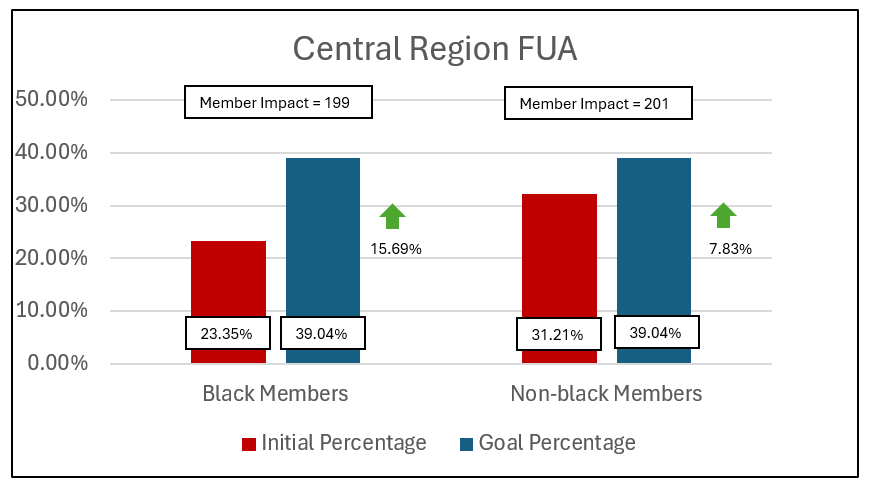 Central Region FUA
50.00%
40.00%
30.00%
20.00%
10.00%
0.00%
Member Impact = 199
Member Impact = 201
15.69%
7.83%
23.35%
39.04%
31.21%
39.04%
Black Members
Non-black Members
Initial Percentage
Goal Percentage